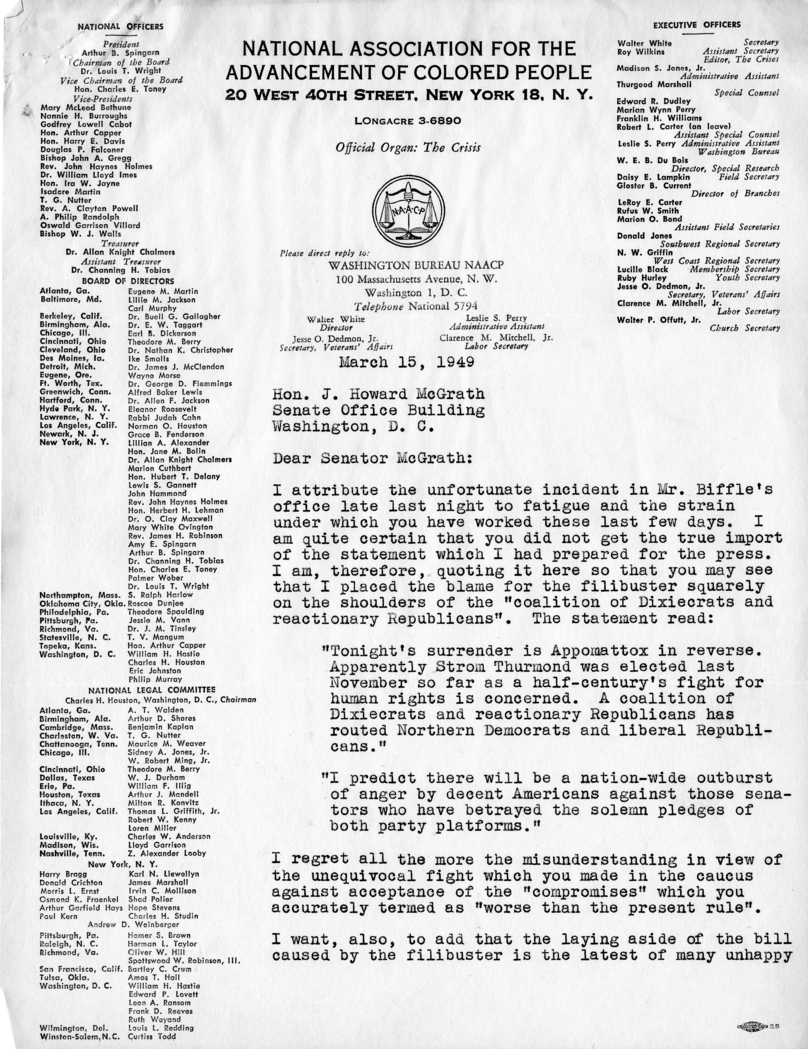 NATIONAL OFFICERS
President
Arthur B. Spingarn
Chairman of the Board
Dr. Louis T. Wright
Vice Chairman of the Board
Hon. Charles E. Toney
Vice-Presidents
Mary McLeod Bethune
Nannie H. Burroughs
Godfrey Lowell Cabot
Hon. Arthur Capper
Hon. Harry E. Davis
Douglas P. Falconer
Bishop John A. Gregg
Rev. John Haynes Holmes
Dr. William Lloyd Imes
Hon. Ira W. Jayne
Isadore Martin
T. G. Nutter
Rev. A. Clayton Powell
A. Philip Randolph
Oswald Garrison Villard
Bishop W. J. Walls
Treasurer
Dr. Allan Knight Chalmers
Assistant Treasurer
Dr. Channing H. Tobias
BOARD OF DIRECTORS
Atlanta, Ga. Eugene M. Martin
Baltimore, Md. Lillie M. Jackson
Carl Murphy
Berkeley, Calif. Dr. Buell G. Gallagher
Birmingham, Ala. Dr. E. W. Taggart
Chicago, Ill. Earl B. Dickerson
Cincinnati, Ohio Theodore M. Berry
Cleveland, Ohio Dr. Nathan K. Christopher
Des Moines, Ia. Ike Smalls
Detroit, Mich. Dr. James J. McClendon
Eugene, Ore. Wayne Morse
Ft. Worth, Tex. Dr. George D. Flemmings
Greenwich, Conn. Alfred Baker Lewis
Hartford, Conn. Dr. Allen F. Jackson
Hyde Park, N. Y. Eleanor Roosevelt
Lawrence, N. Y. Rabbi Judah Cahn
Los Angeles, Calif. Norman O. Houston
Newark, N. J. Grace B. Fenderson
New York, N. Y. Lillian A. Alexander
Hon. Jane M. Bolin
Dr. Allan Knight Chalmers
Marion Cuthbert
Hon. Hubert T. Delany
Lewis S. Gannett
John Hammond
Rev. John Haynes Holmes
Hon. Herbert H. Lehman
Dr. O. Clay Maxwell
Mary White Ovington
Rev. James H. Robinson
Amy E. Spingarn
Arthur B. Spingarn
Dr. Channing H. Tobias
Hon. Charles E. Toney
Palmer Weber
Dr. Louis T. Wright
Northampton, Mass. S. Ralph Harlow
Oklahoma City, Okla. Roscoe Dunjee
Philadelphia, Pa. Theodore Spaulding
Pittsburgh, Pa. Jessie M. Vann
Richmond, Va. Dr. J. M. Tinsley
Statesville, N. C. T. V. Mangum
Topeka, Kans. Hon. Arthur Capper
Washington, D. C. William H. Hastie
Charles H. Houston
Eric Johnston
Philip Murray
NATIONAL LEGAL COMMITTEE
Charles H. Houston, Washington, D. C., Chairman
Atlanta, Ga. A. T. Walden
Birmingham, Ala. Arthur D. Shores
Cambridge, Mass. Benjamin Kaplan
Charleston, W. Va. T. G. Nutter
Chattanooga, Tenn. Maurice M. Weaver
Chicago, Ill. Sidney A. Jones, Jr.
W. Robert Ming, Jr.
Cincinnati, Ohio Theodore M. Berry
Dallas, Texas W. J. Durham
Erie, Pa. William F. Illig
Houston, Texas Arthur J. Mandell
Ithaca, N. Y. Milton R. Konvitz
Los Angeles, Calif. Thomas L. Griffith, Jr.
Robert W. Kenny
Loren Miller
Louisville, Ky. Charles W. Anderson
Madison, Wis. Lloyd Garrison
Nashville, Tenn. Z. Alexander Looby
New York, N. Y.
Harry Bragg Karl N. Llewellyn
Donald Crichton James Marshall
Morris L. Ernst Irvin C. Mollison
Osmond K. Fraenkel Shad Polier
Arthur Garfield Hays Hope Stevens
Paul Kern Charles H. Studin
Andrew D. Weinberger
Pittsburgh, Pa. Homer S. Brown
Raleigh, N. C. Herman L. Taylor
Richmond, Va. Oliver W. Hill
Spottswood W. Robinson, III.
San Francisco, Calif. Bartley C. Crum
Tulsa, Okla. Amos T. Hall
Washington, D. C. William H. Hastie
Edward P. Lovett
Leon A. Ransom
Frank D. Reeves
Ruth Weyand
Wilmington, Del. Louis L. Redding
Winston-Salem, N.C. Curtiss Todd
NATIONAL ASSOCIATION FOR THE
ADVANCEMENT OF COLORED PEOPLE
20 WEST 40TH STREET, NEW YORK 18, N. Y.
LONGACRE 3-6890
Official Organ: The Crisis
NAACP
Please direct reply to:
WASHINGTON BUREAU NAACP
100 Massachusetts Avenue, N. W.
Washington 1, D. C.
Telephone National 5794
Walter White Leslie S. Perry
Director Administrative Assistant
Jesse O. Dedmon, Jr. Clarence M. Mitchell, Jr.
Secretary, Veterans' Affairs Labor Secretary
EXECUTIVE OFFICERS
Walter White Secretary
Roy Wilkins Assistant Secretary
Editor, The Crisis
Madison S. Jones, Jr.
Administrative Assistant
Thurgood Marshall
Special Counsel
Edward R. Dudley
Marian Wynn Perry
Franklin H. Williams
Robert L. Carter (on leave)
Assistant Special Counsel
Leslie S. Perry Administrative Assistant
Washington Bureau
W. E. B. Du Bois
Director, Special Research
Daisy E. Lampkin Field Secretary
Gloster B. Current
Director of Branches
LeRoy E. Carter
Rufus W. Smith
Marion O. Bond
Assistant Field Secretaries
Donald Jones
Southwest Regional Secretary
N. W. Griffin
West Coast Regional Secretary
Lucille Black Membership Secretary
Ruby Hurley Youth Secretary
Jesse O. Dedmon, Jr.
Secretary, Veterans' Affairs
Clarence M. Mitchell, Jr.
Labor Secretary
Walter P. Offutt, Jr.
Church Secretary
March 15, 1949
Hon. J. Howard McGrath
Senate Office Building
Washington, D. C.
Dear Senator McGrath:
I attribute the unfortunate incident in Mr. Biffle's
office late last night to fatigue and the strain
under which you have worked these last few days. I
am quite certain that you did not get the true import
of the statement which I had prepared for the press.
I am, therefore, quoting it here so that you may see
that I placed the blame for the filibuster squarely
on the shoulders of the "coalition of Dixiecrats and
reactionary Republicans". The statement read:
"Tonight's surrender is Appomattox in reverse.
Apparently Strom Thurmond was elected last
November so far as a half-century's fight for
human rights is concerned. A coalition of
Dixiecrats and reactionary Republicans has
routed Northern Democrats and liberal Republi-
cans."
"I predict there will be a nation-wide outburst
of anger by decent Americans against those sena-
tors who have betrayed the solemn pledges of
both party platforms."
I regret all the more the misunderstanding in view of
the unequivocal fight which you made in the caucus
against acceptance of the "compromises" which you
accurately termed as "worse than the present rule".
I want, also, to add that the laying aside of the bill
caused by the filibuster is the latest of many unhappy